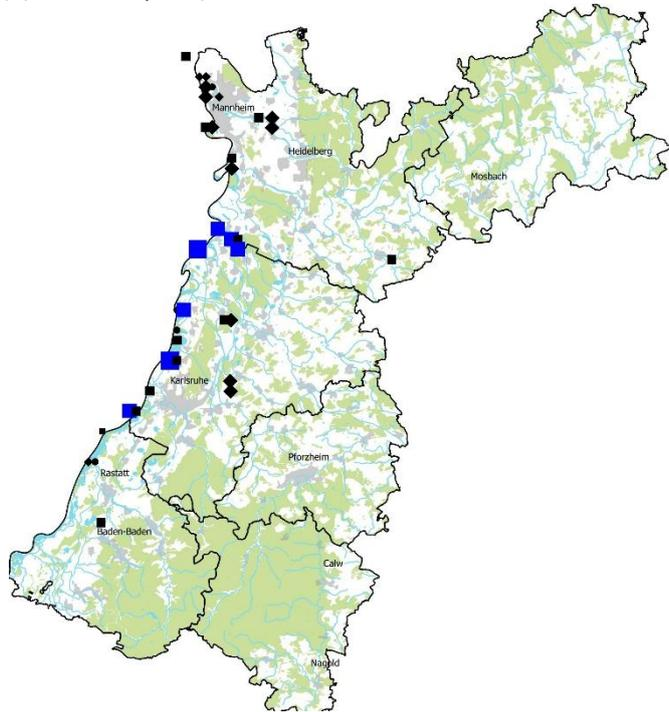 Mannheim
Heidelberg
Mosbach
Karlsruhe
Pforzheim
Rastatt
Baden-Baden
Calw
Nagold